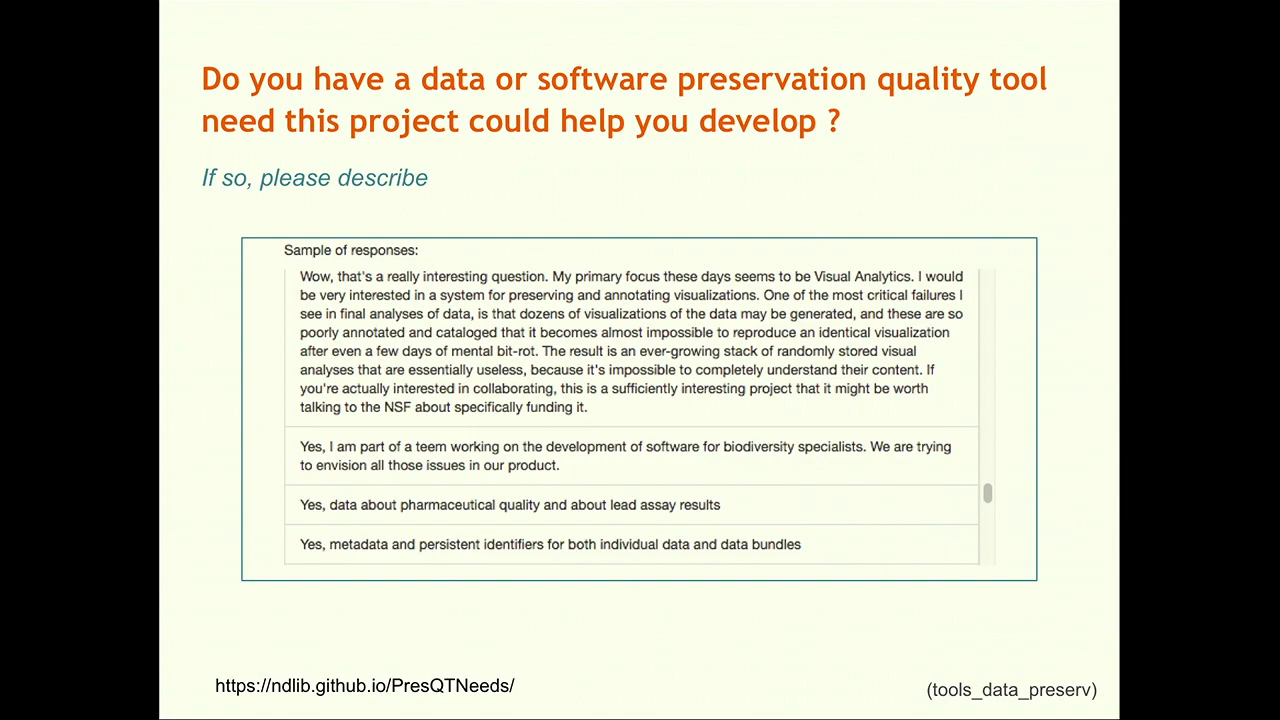 Do you have a data or software preservation quality tool
need this project could help you develop ?
If so, please describe
Sample of responses:
Wow, that's a really interesting question. My primary focus these days seems to be Visual Analytics. I would
be very interested in a system for preserving and annotating visualizations. One of the most critical failures I
see in final analyses of data, is that dozens of visualizations of the data may be generated, and these are so
poorly annotated and cataloged that it becomes almost impossible to reproduce an identical visualization
after even a few days of mental bit-rot. The result is an ever-growing stack of randomly stored visual
analyses that are essentially useless, because it's impossible to completely understand their content. If
you're actually interested in collaborating, this is a sufficiently interesting project that it might be worth
talking to the NSF about specifically funding it.
Yes, I am part of a teem working on the development of software for biodiversity specialists. We are trying
to envision all those issues in our product.
Yes, data about pharmaceutical quality and about lead assay results
Yes, metadata and persistent identifiers for both individual data and data bundles
https://ndlib.github.io/PresQTNeeds/
(tools_data_preserv)